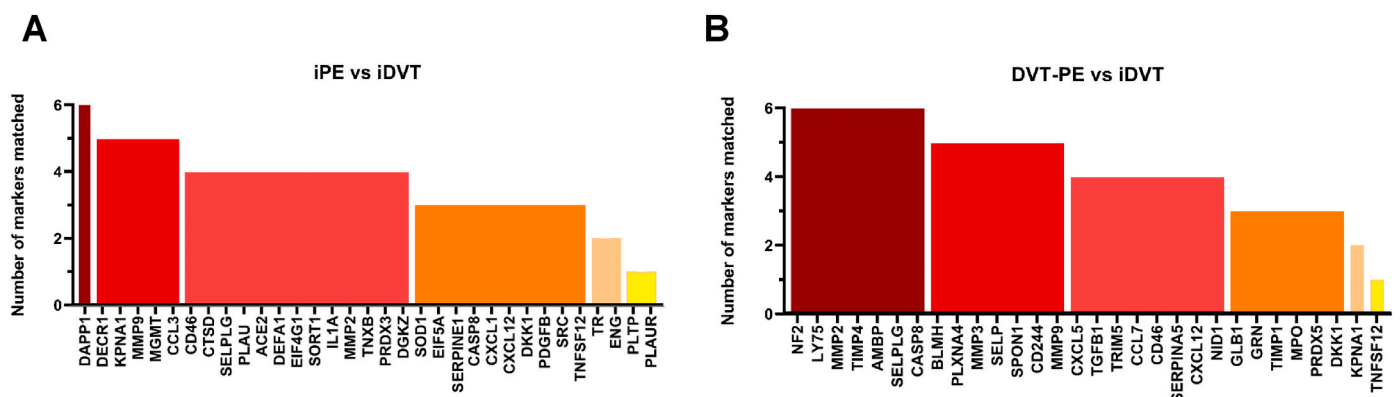 A
iPE vs iDVT
Number of markers matched
6
4
2
0
DAPP1
DECR1
KPNA1
MMP9
MGMT
CCL3
CD46
CTSD
SELPLG
PLAU
ACE2
DEFA1
EIF4G1
SORT1
IL1A
MMP2
TNXB
PRDX3
DGKZ
SOD1
EIF5A
SERPINE1
CASP8
CXCL1
CXCL12
DKK1
PDGFB
SRC
TNFSF12
TR
ENG
PLTP
PLAUR
B
DVT-PE vs iDVT
Number of markers matched
6
4
2
0
NF2
LY75
MMP2
TIMP4
AMBP
SELPLG
CASP8
BLMH
PLXNA4
MMP3
SELP
SPON1
CD244
MMP9
CXCL5
TGFB1
TRIM5
CCL7
CD46
SERPINA5
CXCL12
NID1
GLB1
GRN
TIMP1
MPO
PRDX5
DKK1
KPNA1
TNFSF12